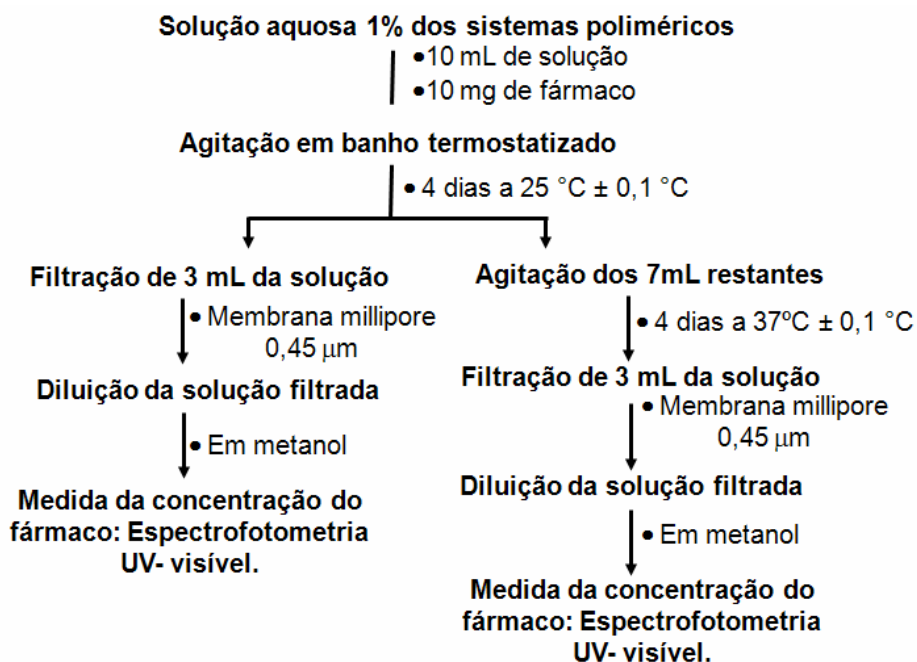 Solução aquosa 1% dos sistemas poliméricos
•10 mL de solução
•10 mg de fármaco
Agitação em banho termostatizado
• 4 dias a 25 °C ± 0,1 °C
Filtração de 3 mL da solução
• Membrana millipore
0,45 µm
Diluição da solução filtrada
• Em metanol
Medida da concentração do
fármaco: Espectrofotometria
UV- visível.
Agitação dos 7mL restantes
• 4 dias a 37ºC ± 0,1 °C
Filtração de 3 mL da solução
• Membrana millipore
0,45 µm
Diluição da solução filtrada
• Em metanol
Medida da concentração do
fármaco: Espectrofotometria
UV- visível.